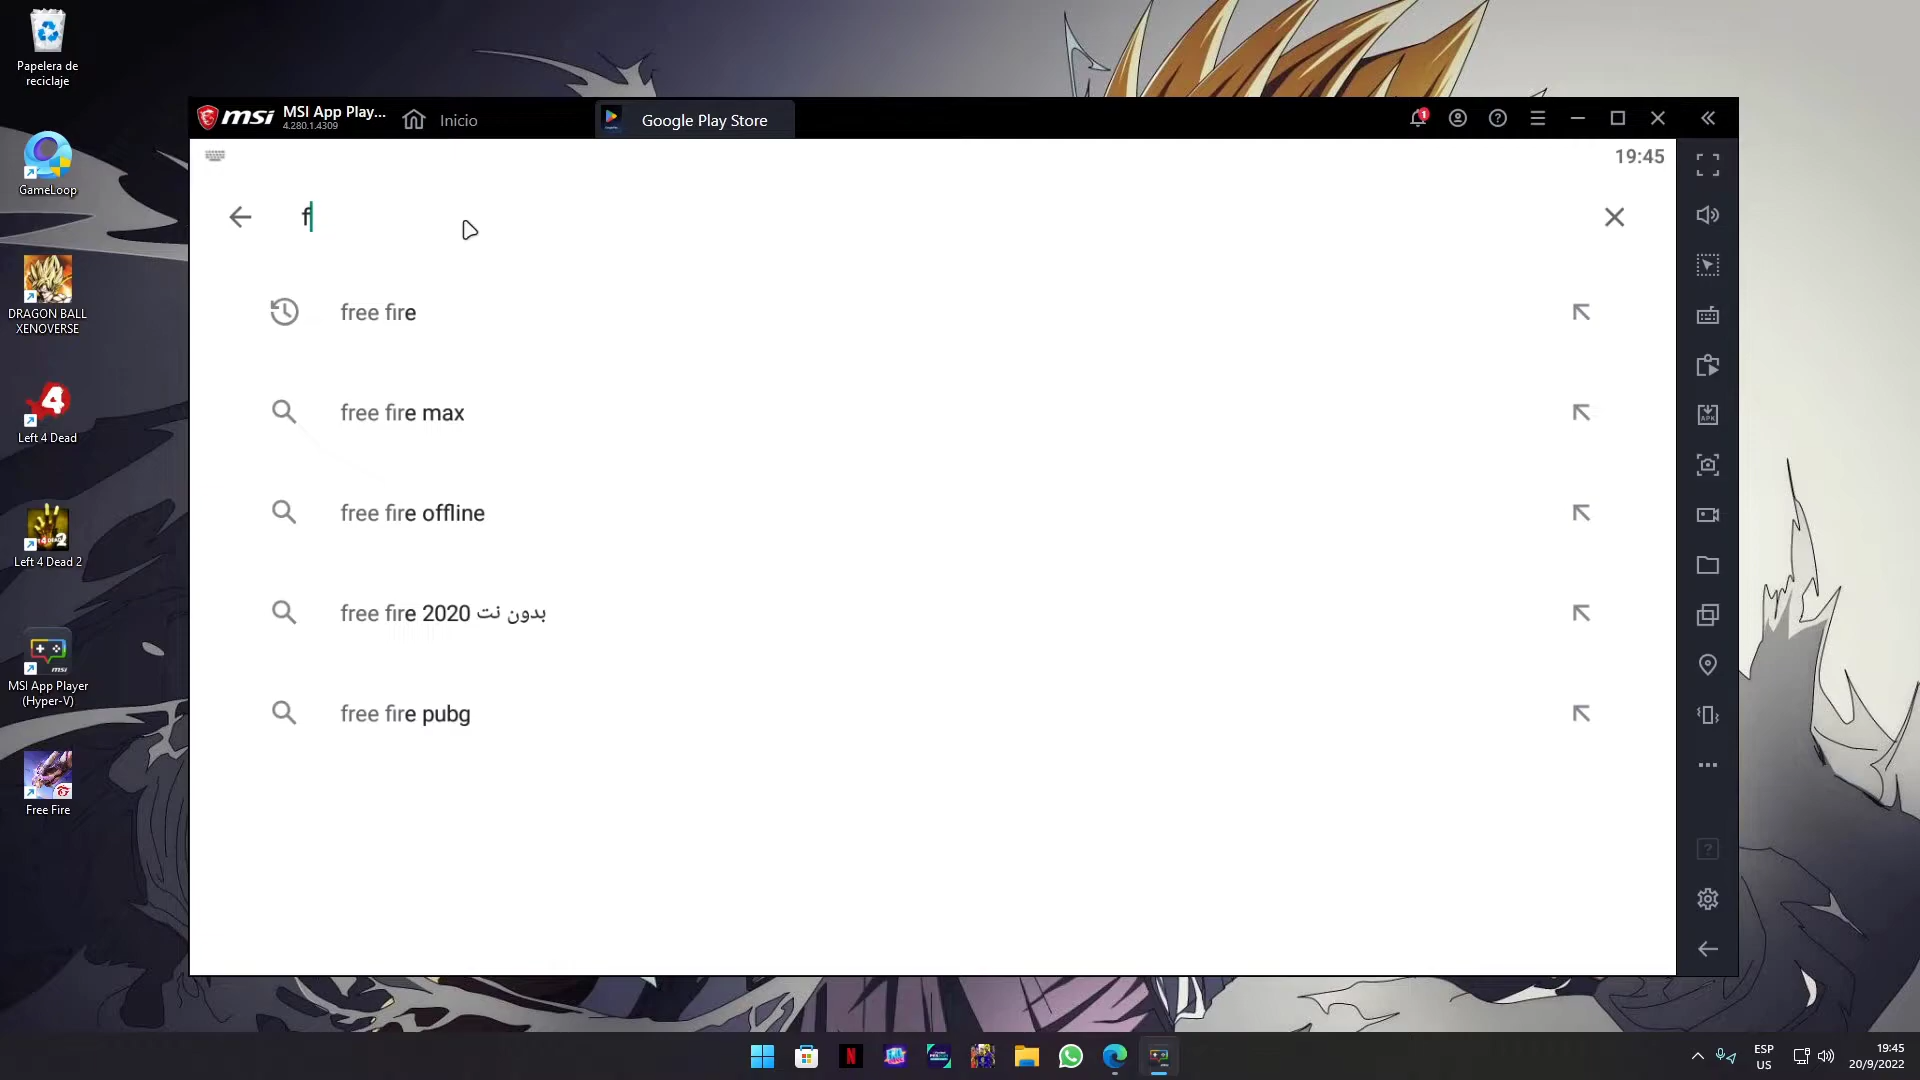 Papelera de
reciclaje
GameLoop
DRAGON BALL
XENOVERSE
Left 4 Dead
Left 4 Dead 2
MSI App Player
(Hyper-V)
Free Fire
msi
MSI App Play...
4.280.1.4309
Inicio
Google Play Store
1
19:45
f
free fire
free fire max
free fire offline
free fire 2020 بدون نت
free fire pubg
ESP
US
19:45
20/9/2022